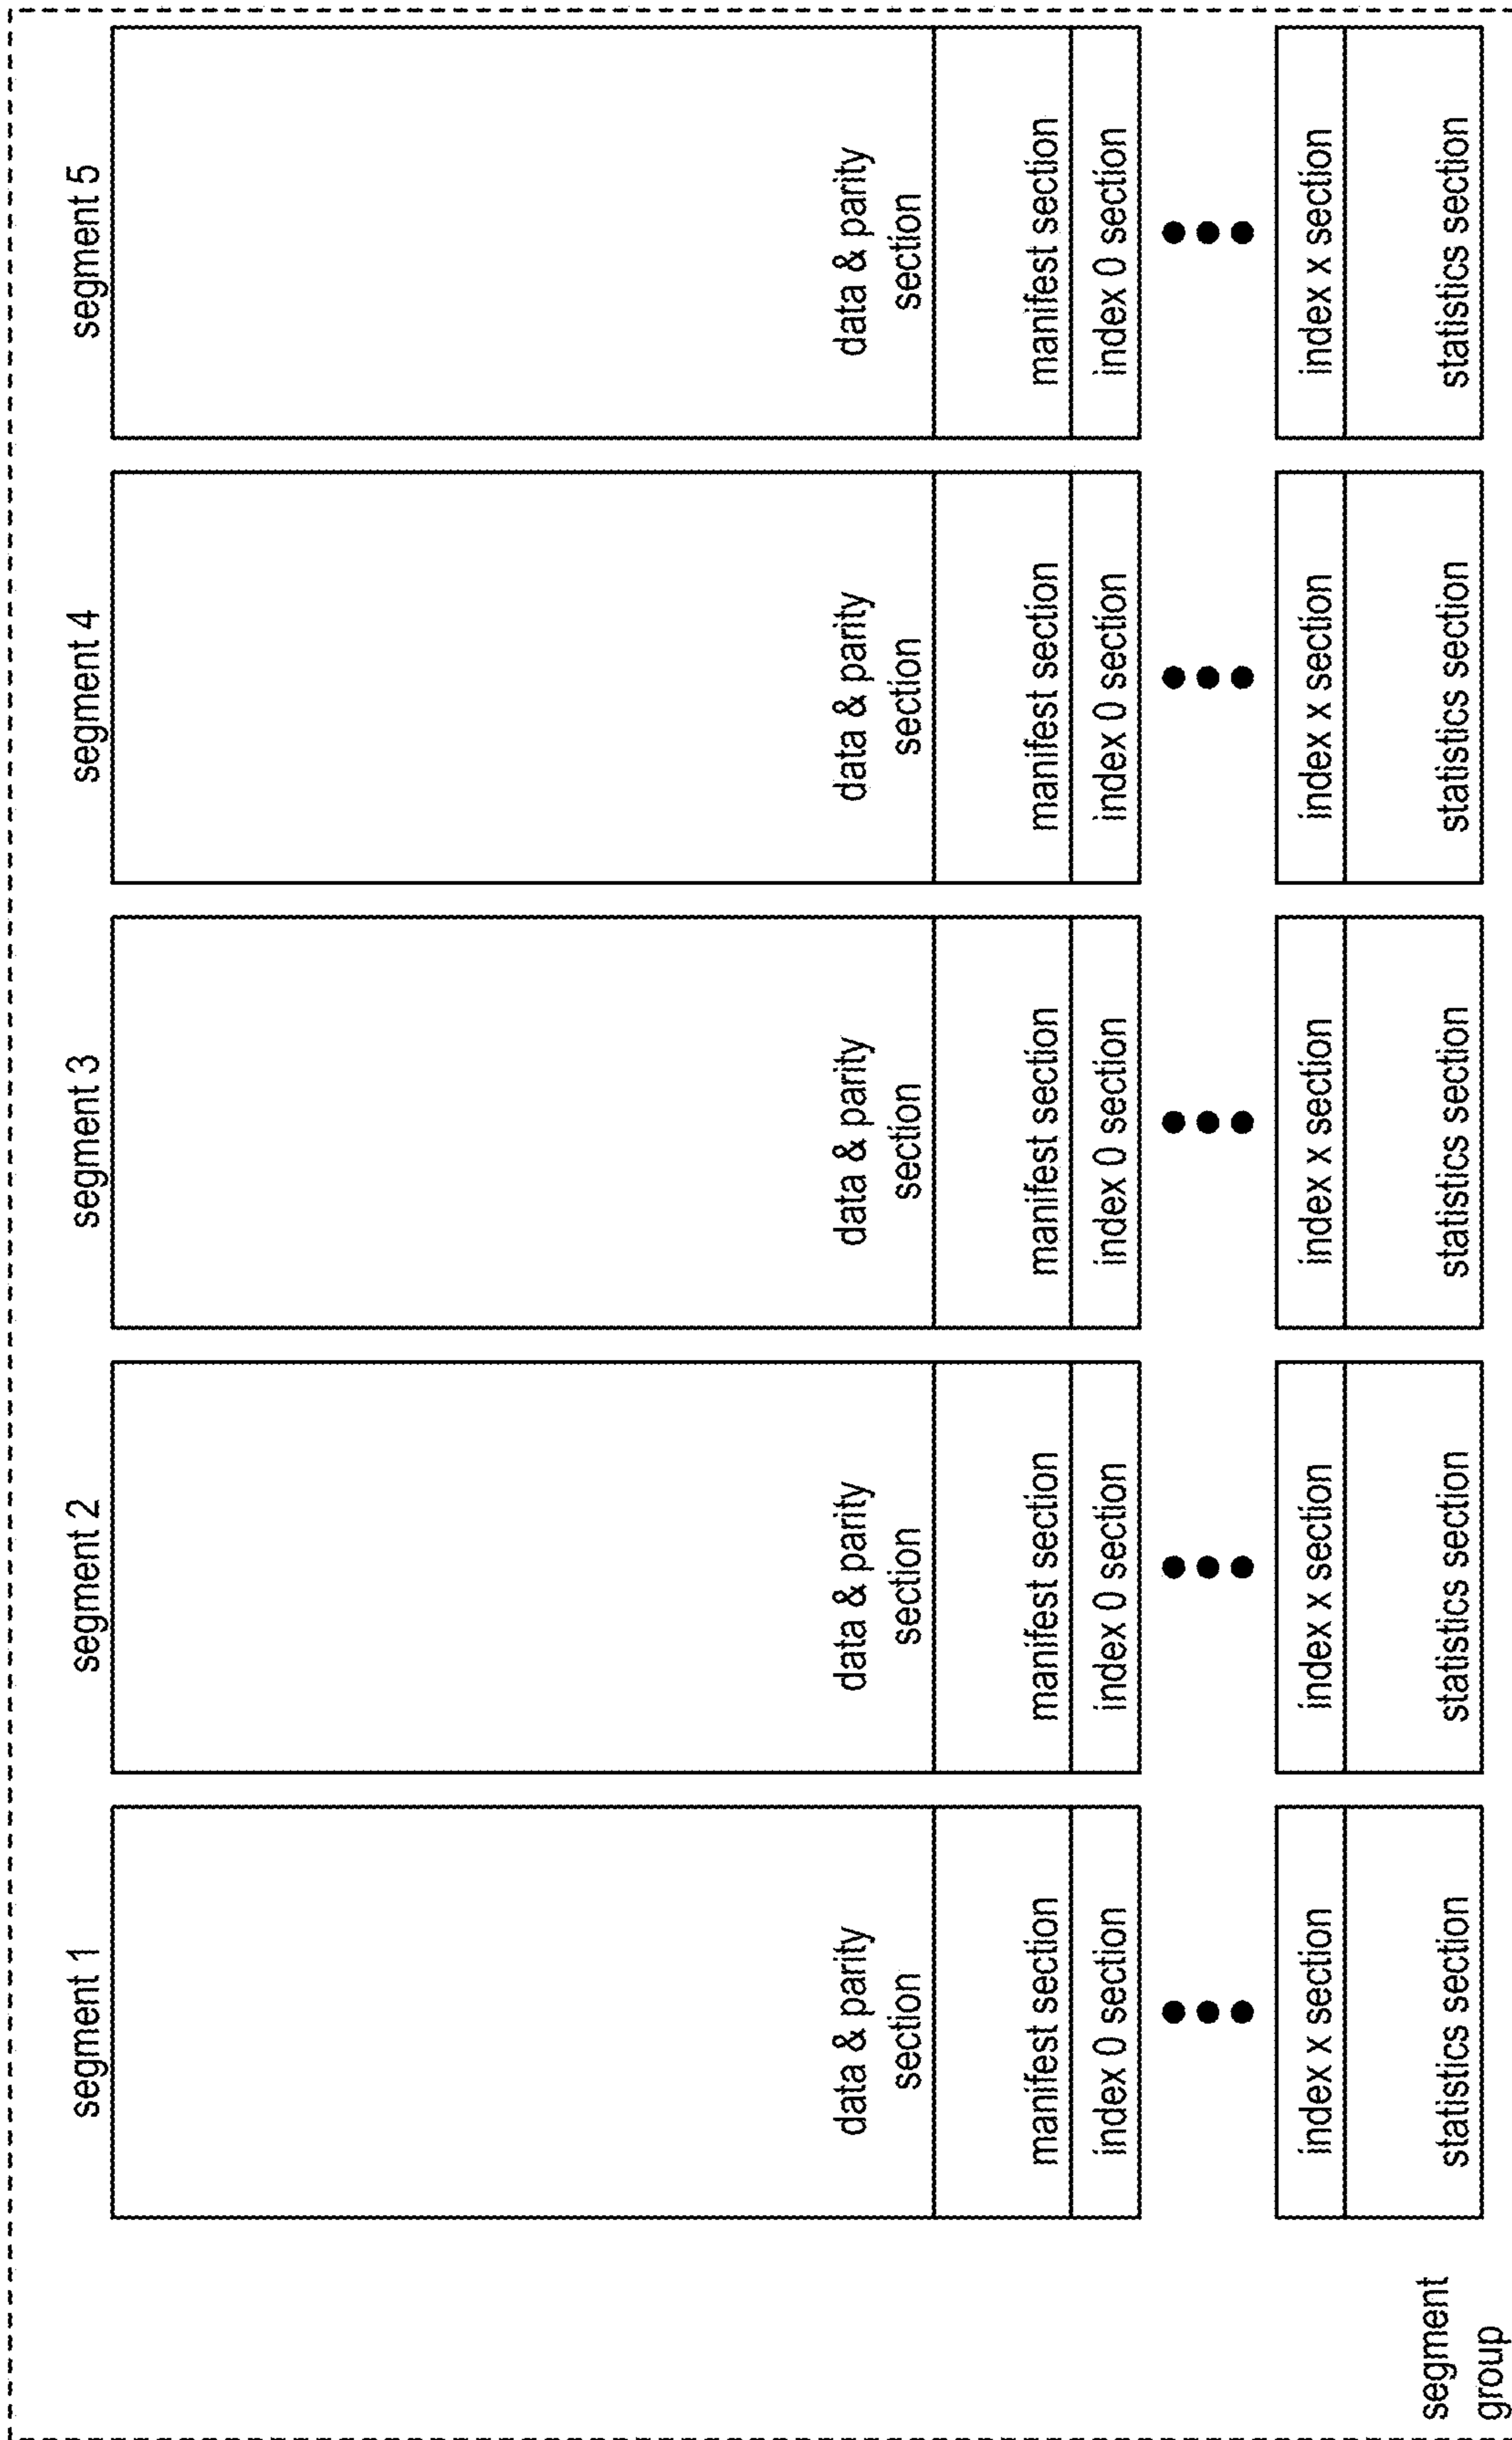 segment 1
data & parity
section
manifest section
index 0 section
index x section
statistics section
segment 2
data & parity
section
manifest section
index 0 section
index x section
statistics section
segment 3
data & parity
section
manifest section
index 0 section
index x section
statistics section
segment 4
data & parity
section
manifest section
index 0 section
index x section
statistics section
segment 5
data & parity
section
manifest section
index 0 section
index x section
statistics section
segment
group